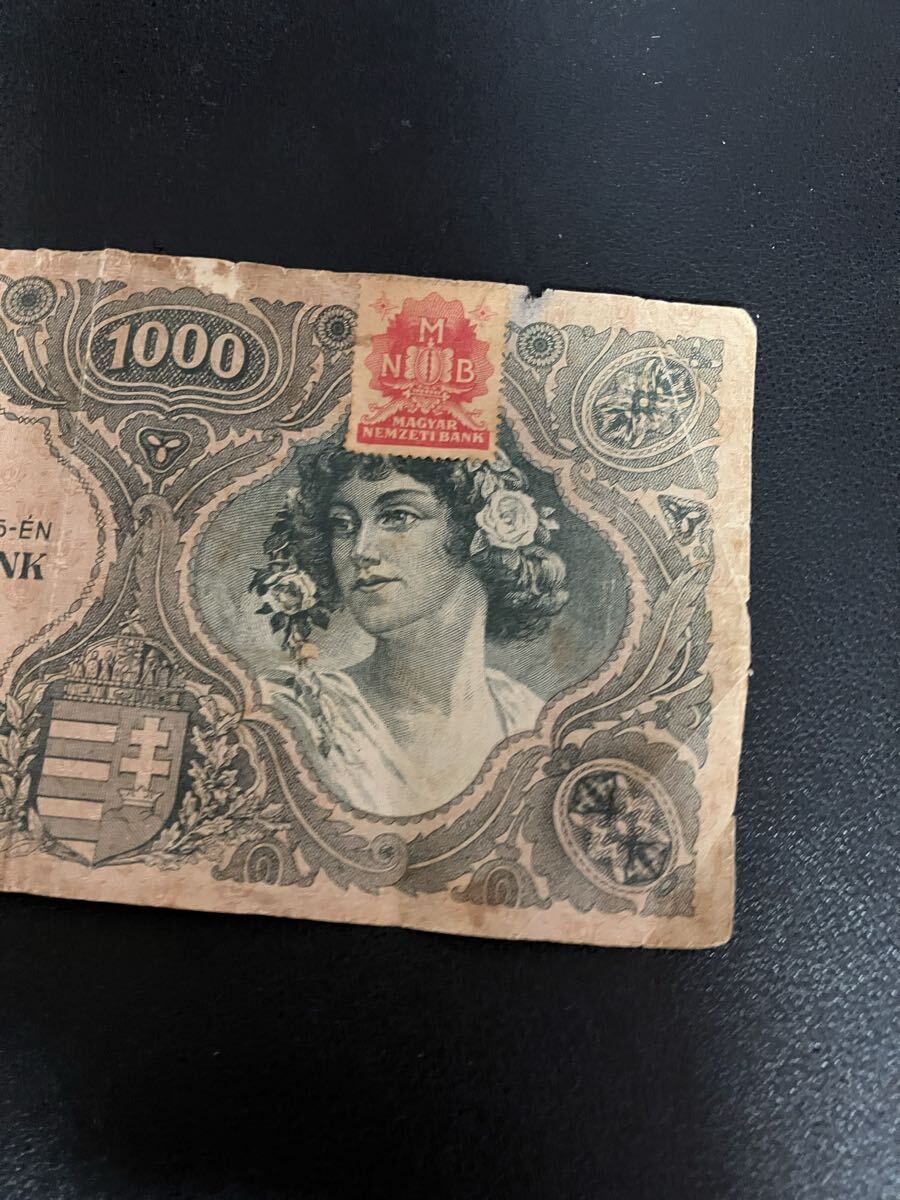 1000
M
N B
MAGYAR
NEMZETI BANK
5-ÉN
NK